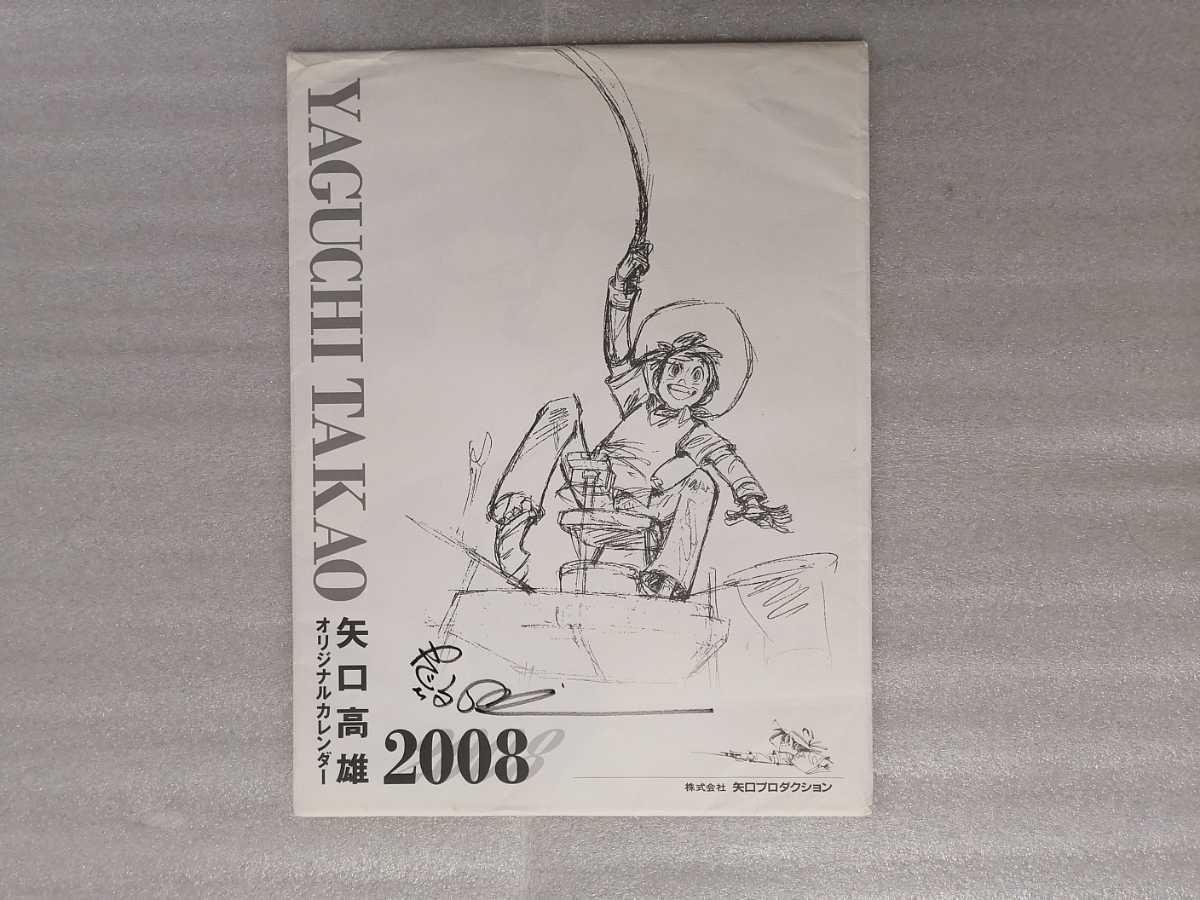 YAGUCHI TAKAO
矢口高雄
オリジナルカレンダー
2008
株式会社 矢口プロダクション